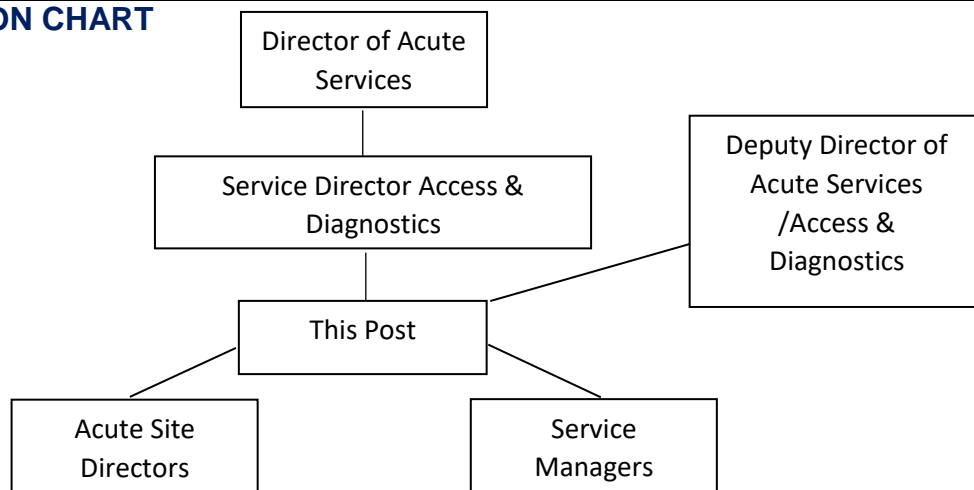 ON CHART
Director of Acute
Services
Service Director Access &
Diagnostics
Deputy Director of
Acute Services
/Access &
Diagnostics
This Post
Acute Site
Directors
Service
Managers